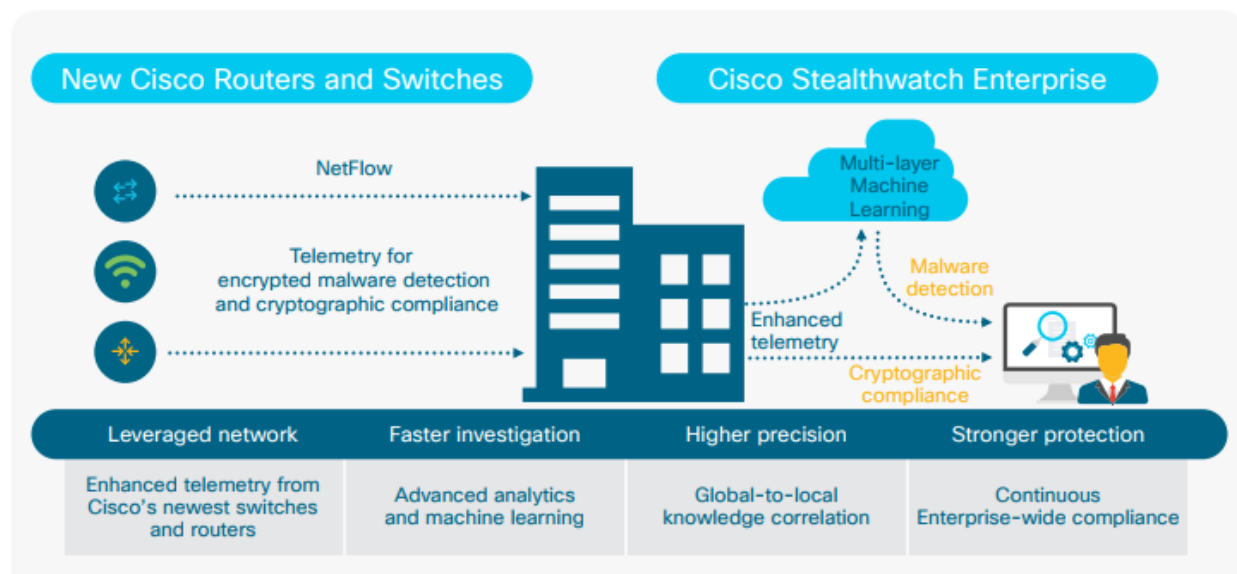 New Cisco Routers and Switches
Cisco Stealthwatch Enterprise
NetFlow
Telemetry for
encrypted malware detection
and cryptographic compliance
Multi-layer
Machine
Learning
Malware
detection
Enhanced
telemetry
Cryptographic
compliance
Leveraged network
Faster investigation
Higher precision
Stronger protection
Enhanced telemetry from
Cisco's newest switches
and routers
Advanced analytics
and machine learning
Global-to-local
knowledge correlation
Continuous
Enterprise-wide compliance